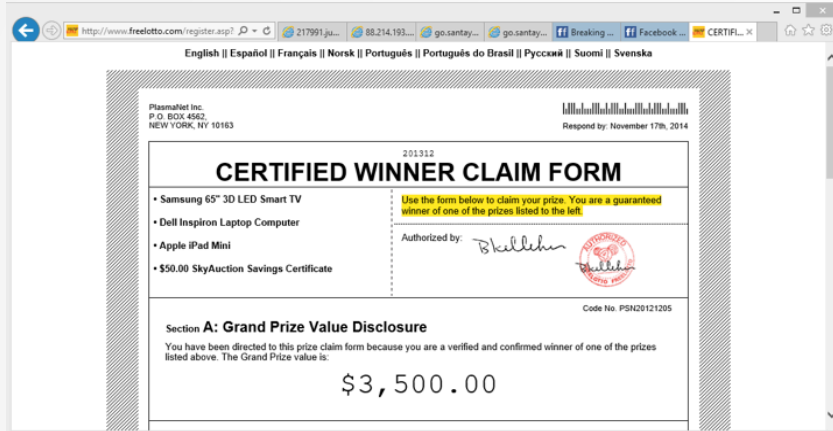 http://www.freelotto.com/register.asp?
217991.ju...
88.214.193....
go.santay...
go.santay...
Breaking ...
Facebook ...
CERTIFI...
English || Español || Français || Norsk || Português || Português do Brasil || Русский || Suomi || Svenska
PlasmaNet Inc.
P.O. BOX 4562,
NEW YORK, NY 10163
Respond by: November 17th, 2014
201312
CERTIFIED WINNER CLAIM FORM
• Samsung 65" 3D LED Smart TV
• Dell Inspiron Laptop Computer
• Apple iPad Mini
• $50.00 SkyAuction Savings Certificate
Use the form below to claim your prize. You are a guaranteed
winner of one of the prizes listed to the left.
Authorized by:
Bkelleher
AUTHORIZED
Code No. PSN20121205
Section A: Grand Prize Value Disclosure
You have been directed to this prize claim form because you are a verified and confirmed winner of one of the prizes
listed above. The Grand Prize value is:
$3,500.00